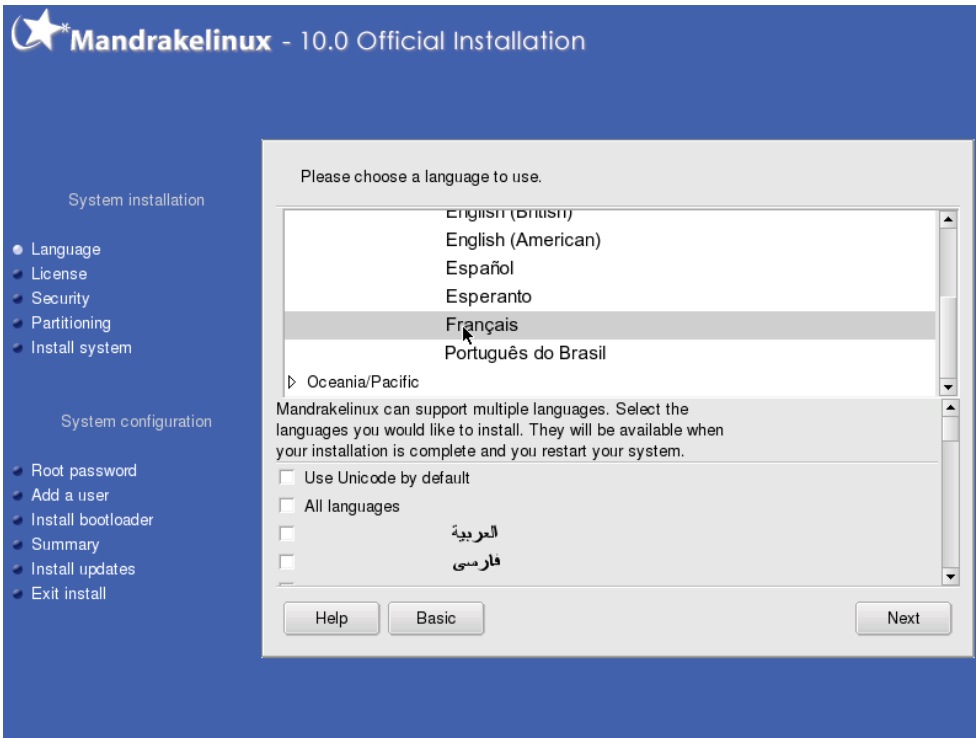 Mandrakelinux - 10.0 Official Installation
System installation
Language
License
Security
Partitioning
Install system
System configuration
Root password
Add a user
Install bootloader
Summary
Install updates
Exit install
Please choose a language to use.
English (British)
English (American)
Español
Esperanto
Français
Português do Brasil
Oceania/Pacific
Mandrakelinux can support multiple languages. Select the
languages you would like to install. They will be available when
your installation is complete and you restart your system.
Use Unicode by default
All languages
العربية
فارسى
Help
Basic
Next